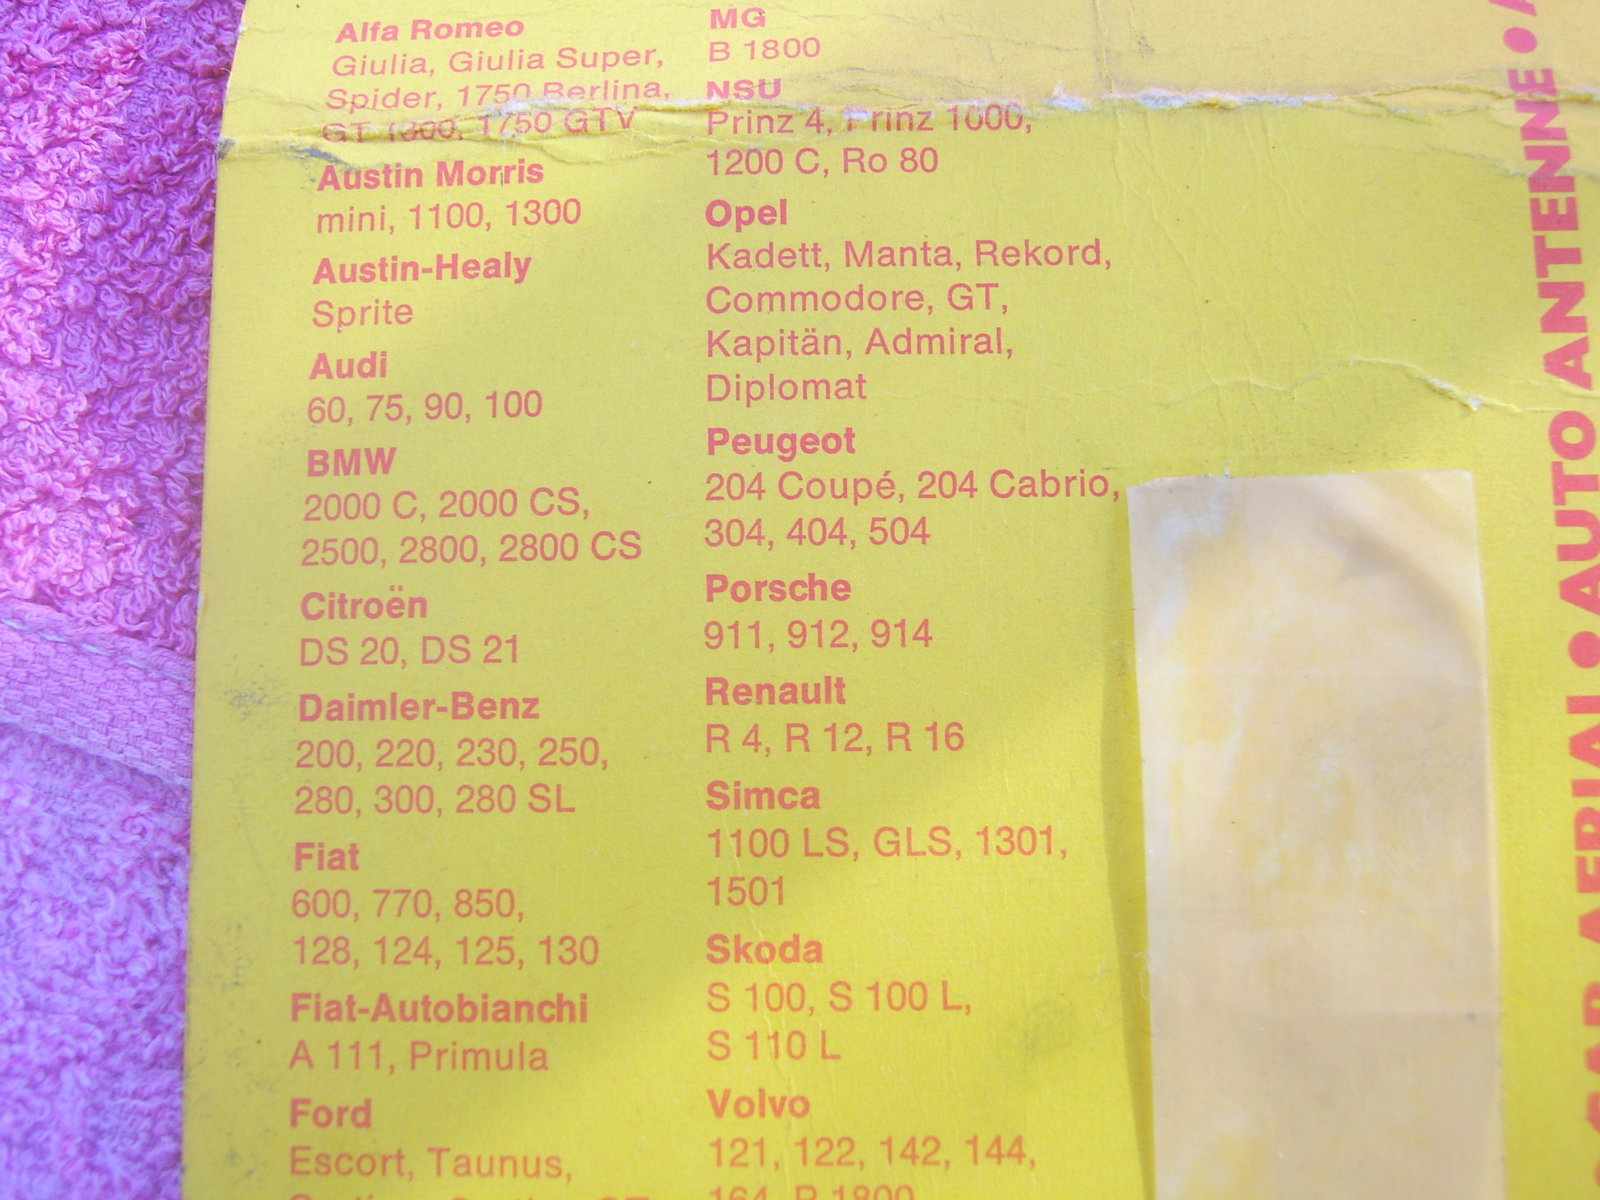 Alfa Romeo
Giulia, Giulia Super,
Spider, 1750 Berlina,
GT 1300, 1750 GTV
Austin Morris
mini, 1100, 1300
Austin-Healy
Sprite
Audi
60, 75, 90, 100
BMW
2000 C, 2000 CS,
2500, 2800, 2800 CS
Citroën
DS 20, DS 21
Daimler-Benz
200, 220, 230, 250,
280, 300, 280 SL
Fiat
600, 770, 850,
128, 124, 125, 130
Fiat-Autobianchi
A 111, Primula
Ford
Escort, Taunus,
MG
B 1800
NSU
Prinz 4, Prinz 1000,
1200 C, Ro 80
Opel
Kadett, Manta, Rekord,
Commodore, GT,
Kapitän, Admiral,
Diplomat
Peugeot
204 Coupé, 204 Cabrio,
304, 404, 504
Porsche
911, 912, 914
Renault
R 4, R 12, R 16
Simca
1100 LS, GLS, 1301,
1501
Skoda
S 100, S 100 L,
S 110 L
Volvo
121, 122, 142, 144,
164, P 1800
CAR AERIAL • AUTO ANTENNE •